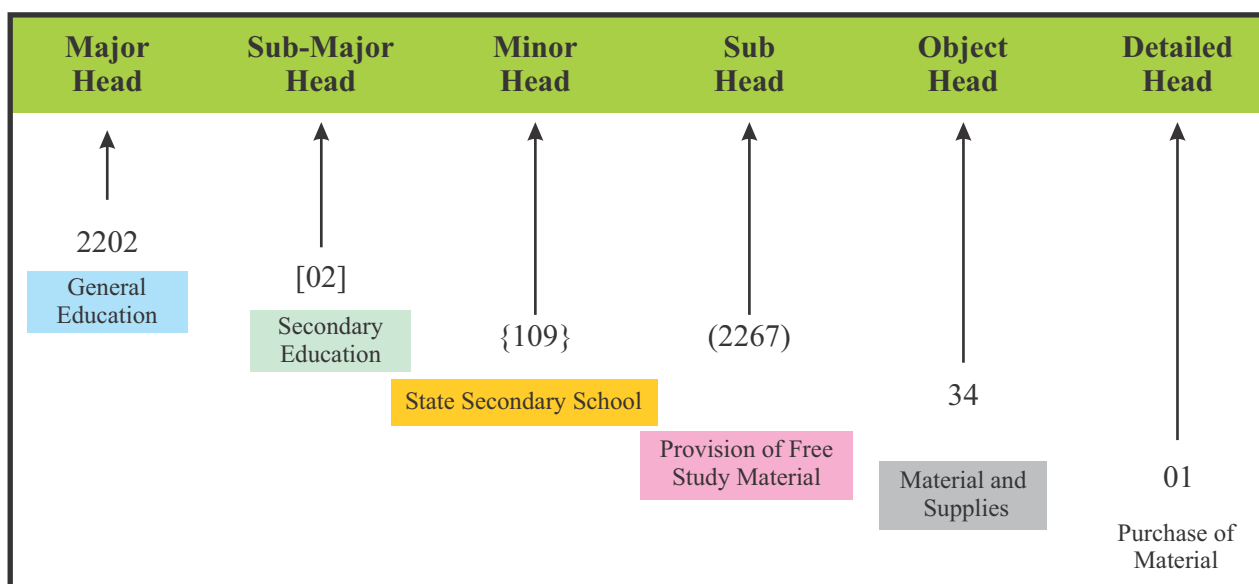 Major
Head
Sub-Major
Head
Minor
Head
Sub
Head
Object
Head
Detailed
Head
2202
General
Education
[02]
Secondary
Education
{109}
State Secondary School
(2267)
Provision of Free
Study Material
34
Material and
Supplies
01
Purchase of
Material